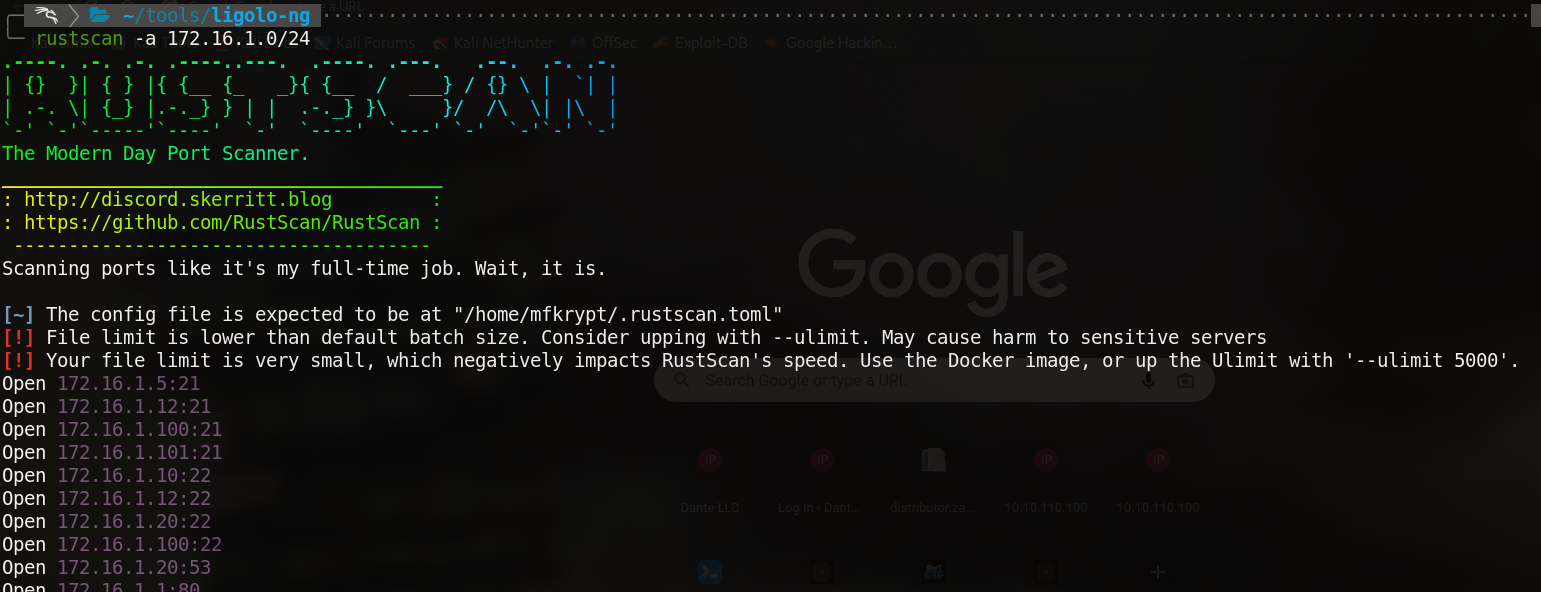 ~/tools/ligolo-ng
rustscan -a 172.16.1.0/24
Kali Forums Kali NetHunter OffSec Exploit-DB Google Hackin...
.----. .-. .-. .----..---.  .----. .---.   .--.  .-. .-.
| {}  }| { } |{ {__ {_   _}{ {__  /  ___} / {} \ |  `| |
| .-. \| {_} |.-._} } | |  .-._} }\     }/  /\  \| |\  |
`-' `-'`-----'`----'  `-'  `----'  `---' `-'  `-'`-' `-'
The Modern Day Port Scanner.
________________________________________
: http://discord.skerritt.blog         :
: https://github.com/RustScan/RustScan :
 --------------------------------------
Scanning ports like it's my full-time job. Wait, it is.
Google
[~] The config file is expected to be at "/home/mfkrypt/.rustscan.toml"
[!] File limit is lower than default batch size. Consider upping with --ulimit. May cause harm to sensitive servers
[!] Your file limit is very small, which negatively impacts RustScan's speed. Use the Docker image, or up the Ulimit with '--ulimit 5000'.
Open 172.16.1.5:21
Search Google or type a URL
Open 172.16.1.12:21
Open 172.16.1.100:21
Open 172.16.1.101:21
IP IP IP IP
Open 172.16.1.10:22
Open 172.16.1.12:22
Dante LLC Log In ‹ Dant... distributor.za... 10.10.110.100 10.10.110.100
Open 172.16.1.20:22
Open 172.16.1.100:22
Open 172.16.1.20:53
Open 172.16.1.1:80